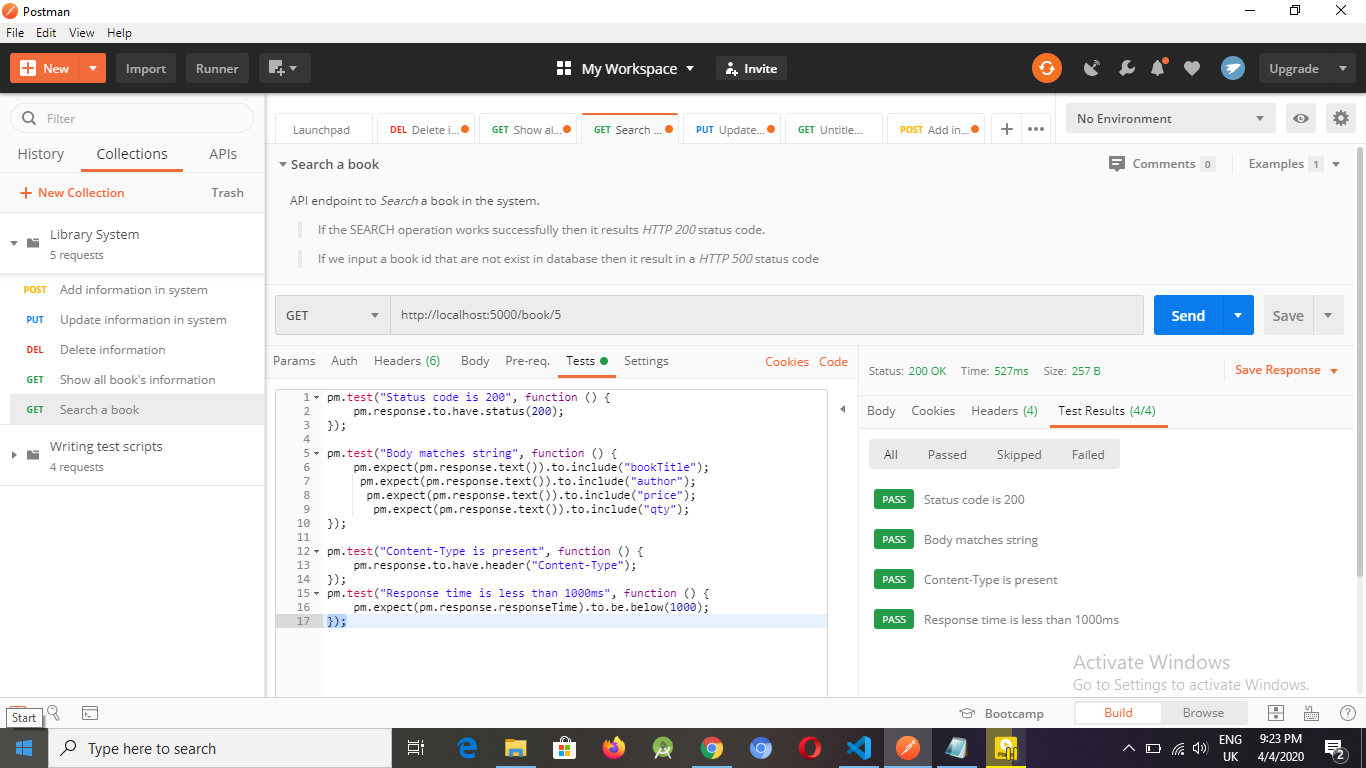 Postman
File Edit View Help
New Import Runner My Workspace Invite Upgrade
Filter
History Collections APIs
New Collection Trash
Library System
5 requests
POST Add information in system
PUT Update information in system
DEL Delete information
GET Show all book's information
GET Search a book
Writing test scripts
4 requests
Launchpad DEL Delete i... GET Show al... GET Search ... PUT Update... GET Untitle... POST Add in... No Environment
Search a book Comments 0 Examples 1
API endpoint to Search a book in the system.
If the SEARCH operation works successfully then it results HTTP 200 status code.
If we input a book id that are not exist in database then it result in a HTTP 500 status code
GET http://localhost:5000/book/5 Send Save
Params Auth Headers (6) Body Pre-req. Tests Settings Cookies Code
1 pm.test("Status code is 200", function () {
2 pm.response.to.have.status(200);
3 });
4
5 pm.test("Body matches string", function () {
6 pm.expect(pm.response.text()).to.include("bookTitle");
7 pm.expect(pm.response.text()).to.include("author");
8 pm.expect(pm.response.text()).to.include("price");
9 pm.expect(pm.response.text()).to.include("qty");
10 });
11
12 pm.test("Content-Type is present", function () {
13 pm.response.to.have.header("Content-Type");
14 });
15 pm.test("Response time is less than 1000ms", function () {
16 pm.expect(pm.response.responseTime).to.be.below(1000);
17 });
Status: 200 OK Time: 527ms Size: 257 B Save Response
Body Cookies Headers (4) Test Results (4/4)
All Passed Skipped Failed
PASS Status code is 200
PASS Body matches string
PASS Content-Type is present
PASS Response time is less than 1000ms
Activate Windows
Go to Settings to activate Windows.
Start
Bootcamp Build Browse
Type here to search
ENG
UK
9:23 PM
4/4/2020
2